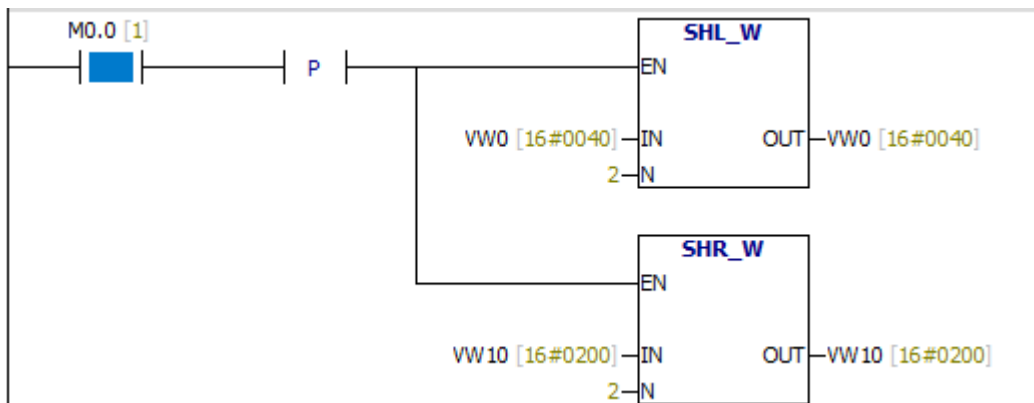 M0.0 [1]
P
SHL_W
EN
VW0 [16#0040] IN OUT VW0 [16#0040]
2 N
SHR_W
EN
VW10 [16#0200] IN OUT VW10 [16#0200]
2 N